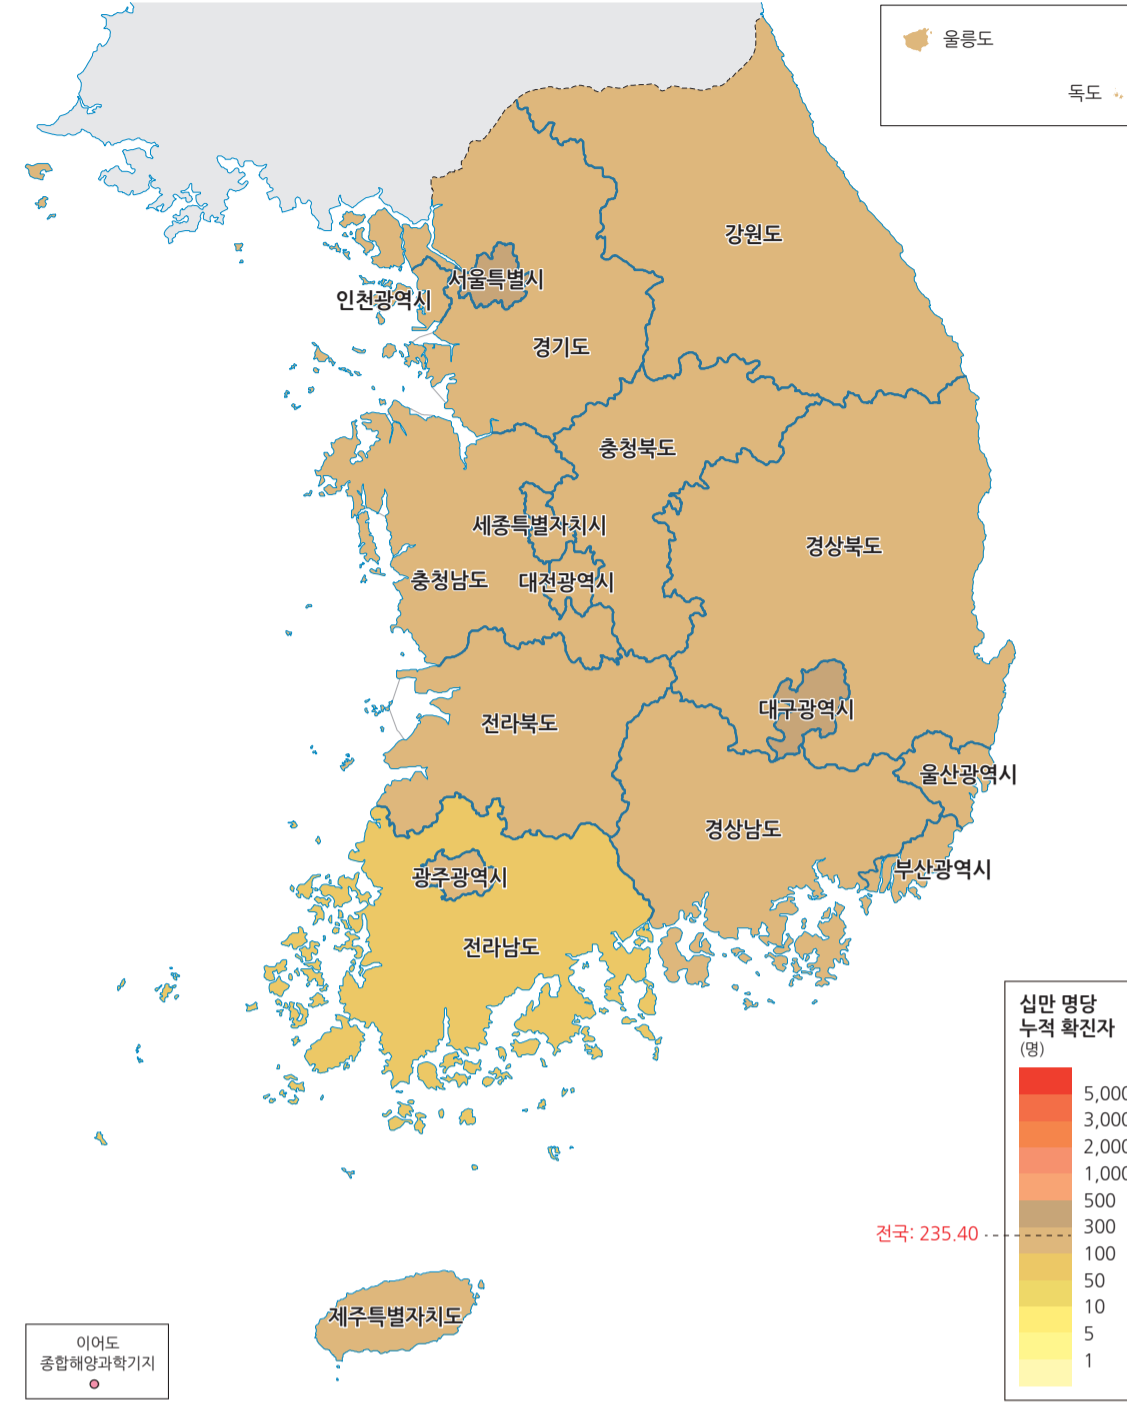 울릉도
독도
강원도
서울특별시
인천광역시
경기도
충청북도
세종특별자치시
경상북도
충청남도
대전광역시
대구광역시
전라북도
울산광역시
경상남도
부산광역시
광주광역시
전라남도
십만 명당
누적 확진자
(명)
5,000
3,000
2,000
1,000
500
300
전국: 235.40
100
50
10
5
1
제주특별자치도
이어도
종합해양과학기지